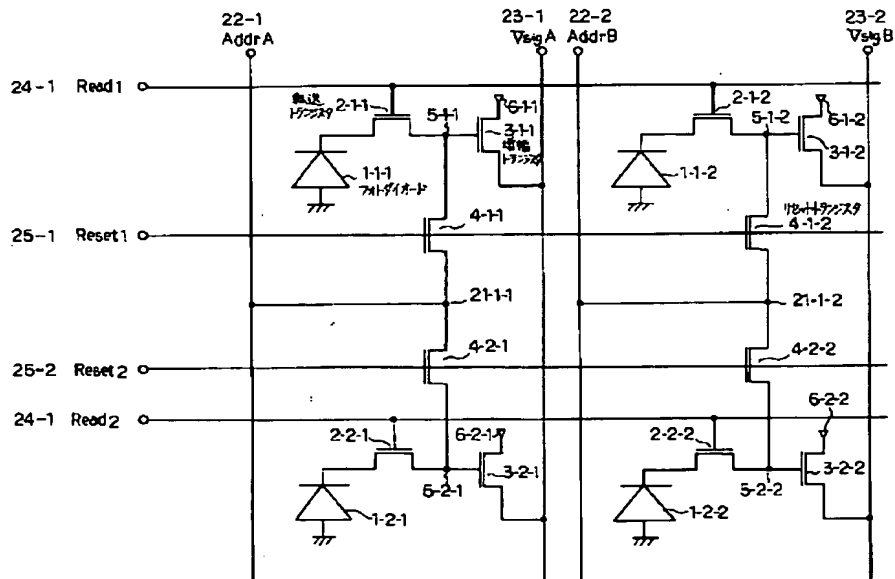 22-1
AddrA
23-1
VsigA
22-2
AddrB
23-2
VsigB
24-1 Read1
転送
トランジスタ
2-1-1
5-1-1
6-1-1
3-1-1
増幅
トランジスタ
1-1-1
フォトダイオード
2-1-2
5-1-2
6-1-2
3-1-2
1-1-2
25-1 Reset1
4-1-1
リセットトランジスタ
4-1-2
21-1-1
21-1-2
4-2-1
4-2-2
25-2 Reset2
24-1 Read2
2-2-1
6-2-1
2-2-2
6-2-2
3-2-1
3-2-2
5-2-1
5-2-2
1-2-1
1-2-2